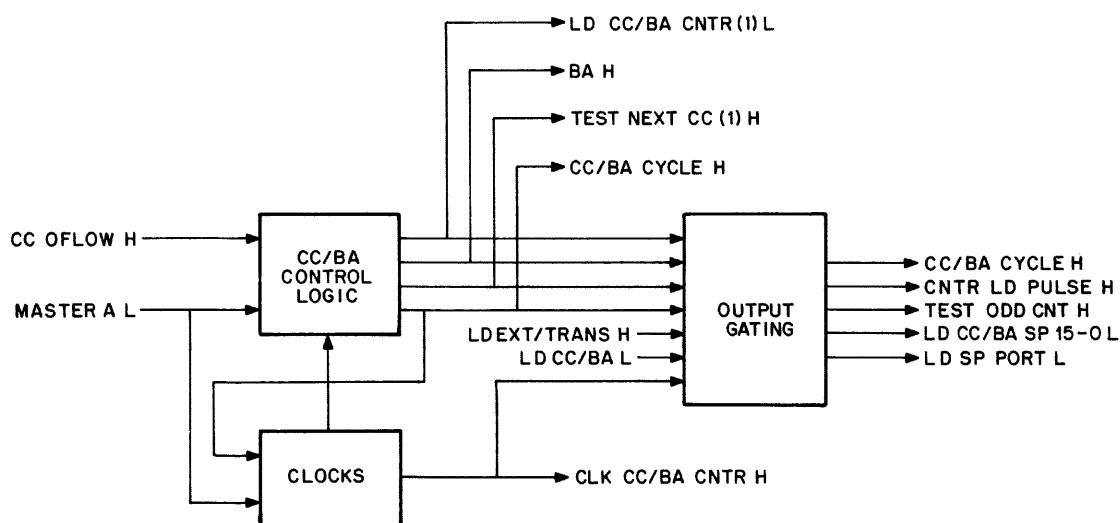 LD CC/BA CNTR(1) L
BA H
TEST NEXT CC (1) H
CC/BA CYCLE H
CC OFLOW H
MASTER A L
CC/BA
CONTROL
LOGIC
LD EXT/TRANS H
LD CC/BA L
OUTPUT
GATING
CC/BA CYCLE H
CNTR LD PULSE H
TEST ODD CNT H
LD CC/BA SP 15-0 L
LD SP PORT L
CLOCKS
CLK CC/BA CNTR H